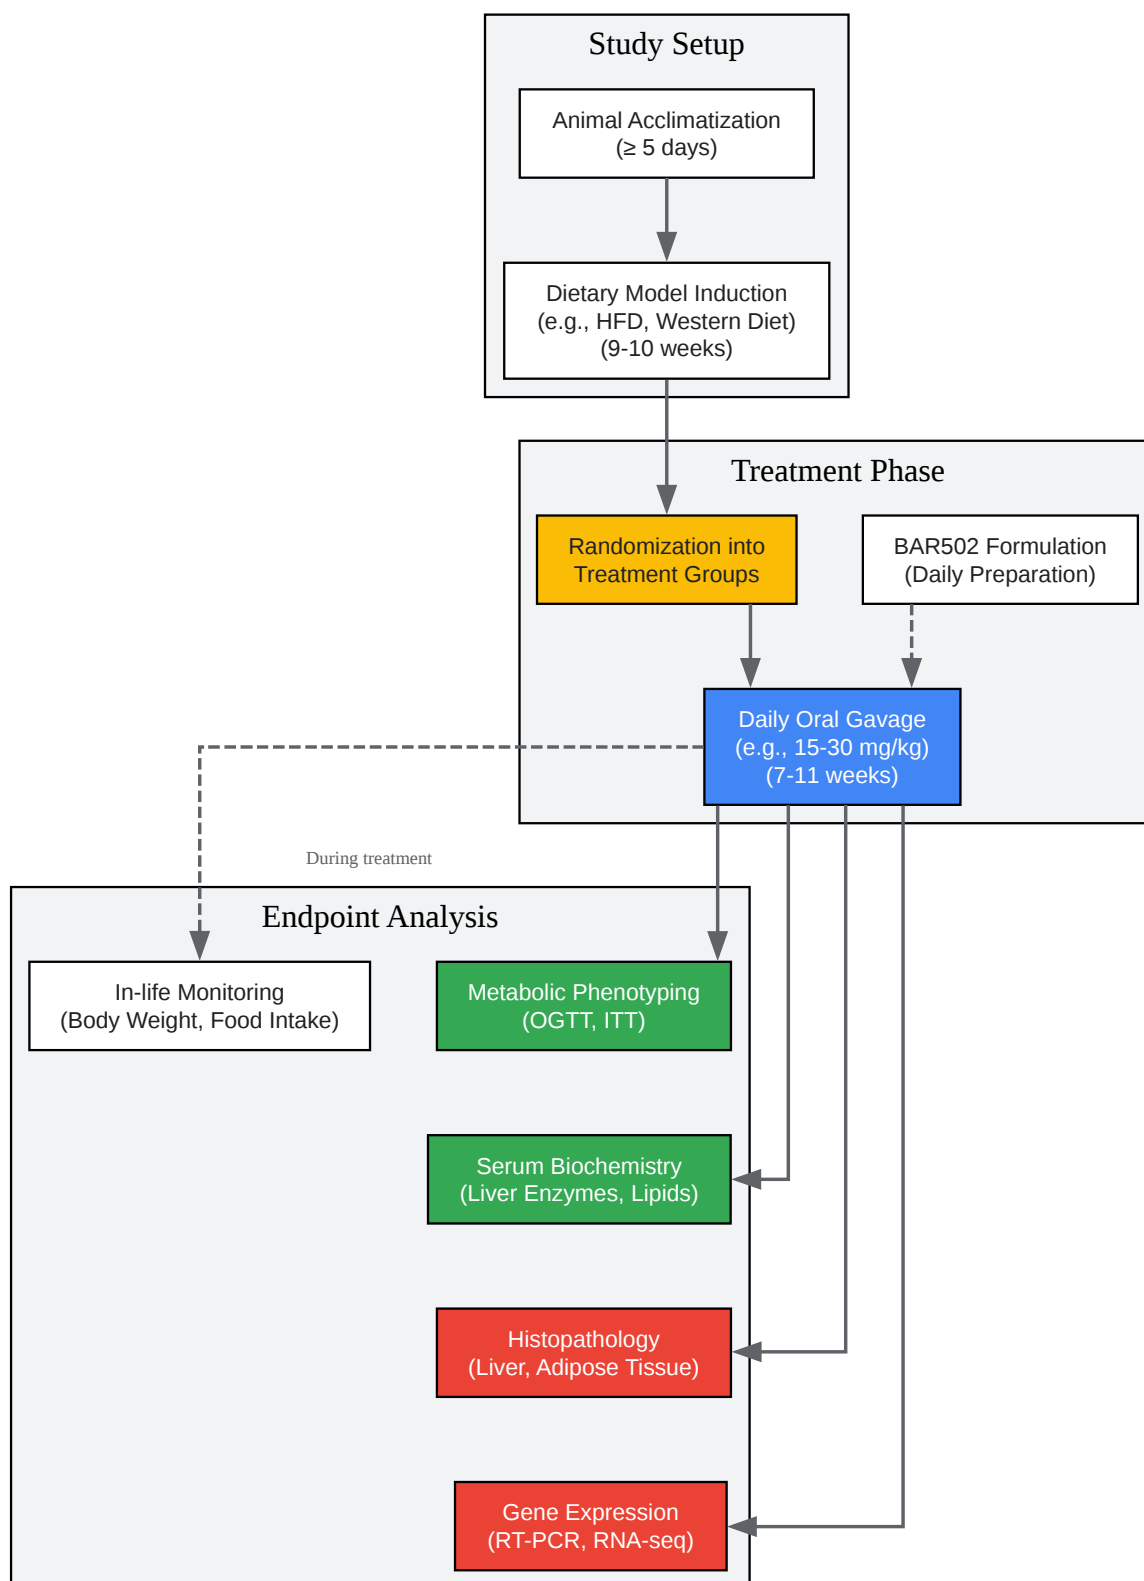 Study Setup
Animal Acclimatization
(≥ 5 days)
Dietary Model Induction
(e.g., HFD, Western Diet)
(9-10 weeks)
Treatment Phase
Randomization into
Treatment Groups
BAR502 Formulation
(Daily Preparation)
Daily Oral Gavage
(e.g., 15-30 mg/kg)
(7-11 weeks)
During treatment
Endpoint Analysis
In-life Monitoring
(Body Weight, Food Intake)
Metabolic Phenotyping
(OGTT, ITT)
Serum Biochemistry
(Liver Enzymes, Lipids)
Histopathology
(Liver, Adipose Tissue)
Gene Expression
(RT-PCR, RNA-seq)